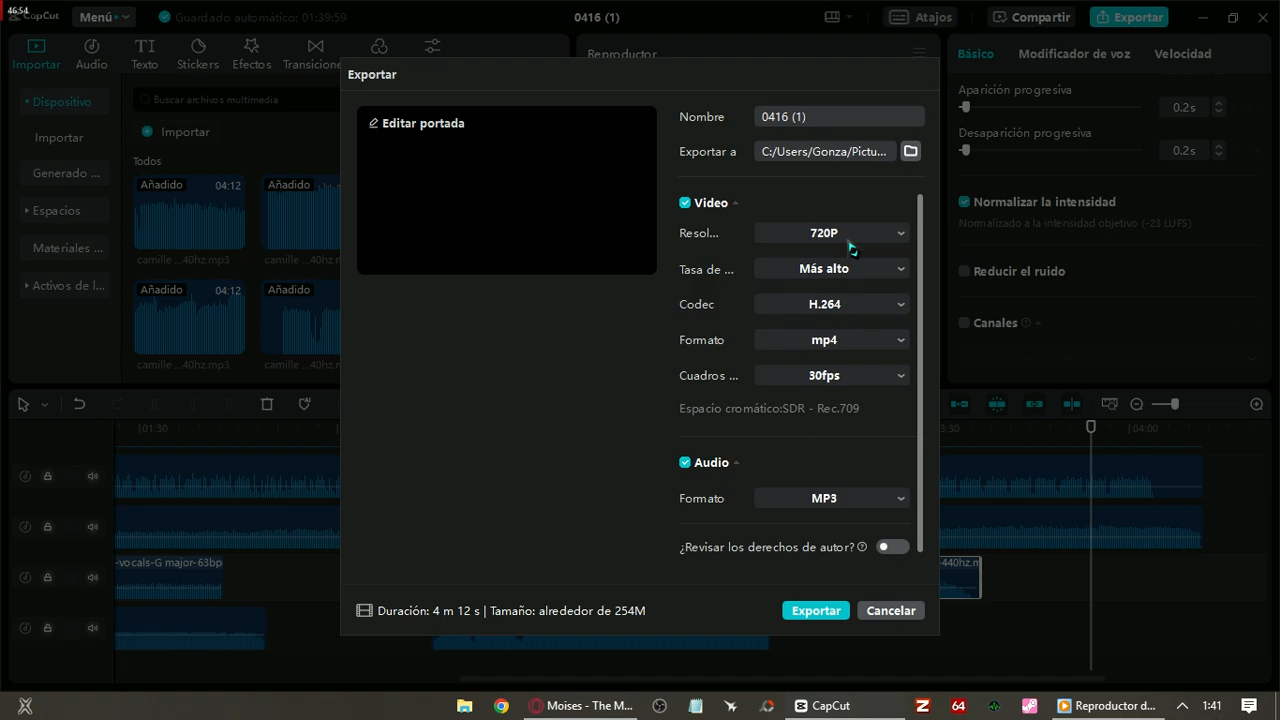 46:54
CapCut
Menú
Guardado automático: 01:39:59
0416 (1)
Atajos
Compartir
Exportar
Importar
Audio
Texto
Stickers
Efectos
Transicione
Reproductor
Básico
Modificador de voz
Velocidad
Dispositivo
Importar
Generado ...
Espacios
Materiales ...
Activos de l...
Buscar archivos multimedia
Importar
Todos
Añadido
04:12
Añadido
camille ...40hz.mp3
camille ...40hz.mp3
Añadido
04:12
Añadido
camille ...40hz.mp3
camille ...40hz.mp3
Exportar
Editar portada
Nombre
0416 (1)
Exportar a
C:/Users/Gonza/Pictu...
Video
Resol...
720P
Tasa de ...
Más alto
Codec
H.264
Formato
mp4
Cuadros ...
30fps
Espacio cromático:SDR - Rec.709
Audio
Formato
MP3
¿Revisar los derechos de autor?
Duración: 4 m 12 s | Tamaño: alrededor de 254M
Exportar
Cancelar
Aparición progresiva
0.2s
Desaparición progresiva
0.2s
Normalizar la intensidad
Normalizado a la intensidad objetivo (-23 LUFS)
Reducir el ruido
Canales
01:30
3:30
04:00
-vocals-G major-63bp
-440hz.m
Moises - The M...
CapCut
Z
64
Reproductor d...
1:41